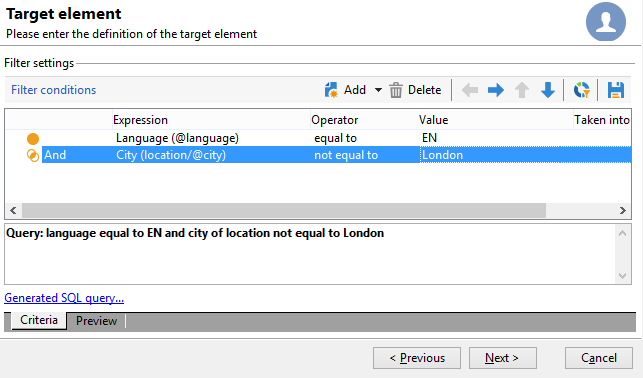 Target element
Please enter the definition of the target element
Filter settings
Filter conditions Add Delete
Expression Operator Value Taken into
Language (@language) equal to EN
And City (location/@city) not equal to London
Query: language equal to EN and city of location not equal to London
Generated SQL query...
Criteria Preview
< Previous Next > Cancel